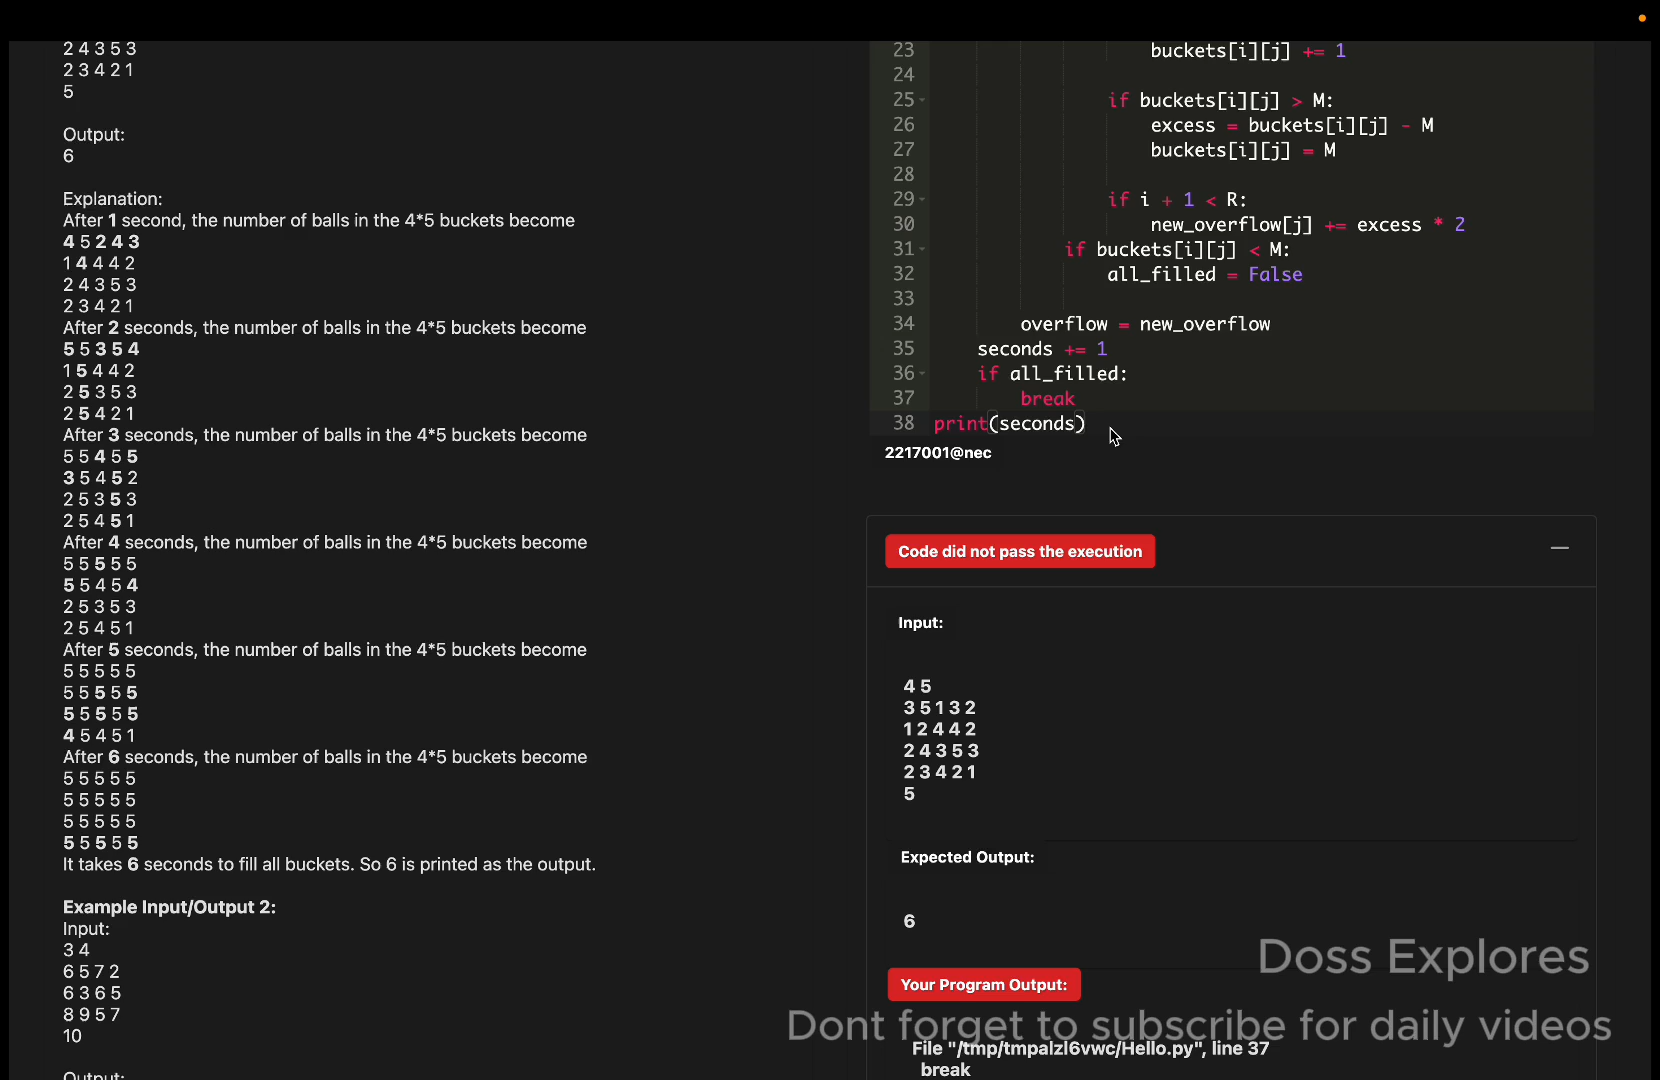 2 4 3 5 3
2 3 4 2 1
5
Output:
6
Explanation:
After 1 second, the number of balls in the 4*5 buckets become
4 5 2 4 3
1 4 4 4 2
2 4 3 5 3
2 3 4 2 1
After 2 seconds, the number of balls in the 4*5 buckets become
5 5 3 5 4
1 5 4 4 2
2 5 3 5 3
2 5 4 2 1
After 3 seconds, the number of balls in the 4*5 buckets become
5 5 4 5 5
3 5 4 5 2
2 5 3 5 3
2 5 4 5 1
After 4 seconds, the number of balls in the 4*5 buckets become
5 5 5 5 5
5 5 4 5 4
2 5 3 5 3
2 5 4 5 1
After 5 seconds, the number of balls in the 4*5 buckets become
5 5 5 5 5
5 5 5 5 5
5 5 5 5 5
4 5 4 5 1
After 6 seconds, the number of balls in the 4*5 buckets become
5 5 5 5 5
5 5 5 5 5
5 5 5 5 5
5 5 5 5 5
It takes 6 seconds to fill all buckets. So 6 is printed as the output.
Example Input/Output 2:
Input:
3 4
6 5 7 2
6 3 6 5
8 9 5 7
10
Output:
23 buckets[i][j] += 1
24
25 if buckets[i][j] > M:
26 excess = buckets[i][j] - M
27 buckets[i][j] = M
28
29 if i + 1 < R:
30 new_overflow[j] += excess * 2
31 if buckets[i][j] < M:
32 all_filled = False
33
34 overflow = new_overflow
35 seconds += 1
36 if all_filled:
37 break
38 print(seconds)
2217001@nec
Code did not pass the execution
Input:
4 5
3 5 1 3 2
1 2 4 4 2
2 4 3 5 3
2 3 4 2 1
5
Expected Output:
6
Doss Explores
Your Program Output:
Dont forget to subscribe for daily videos
File "/tmp/tmpalzl6vwc/Hello.py", line 37
break